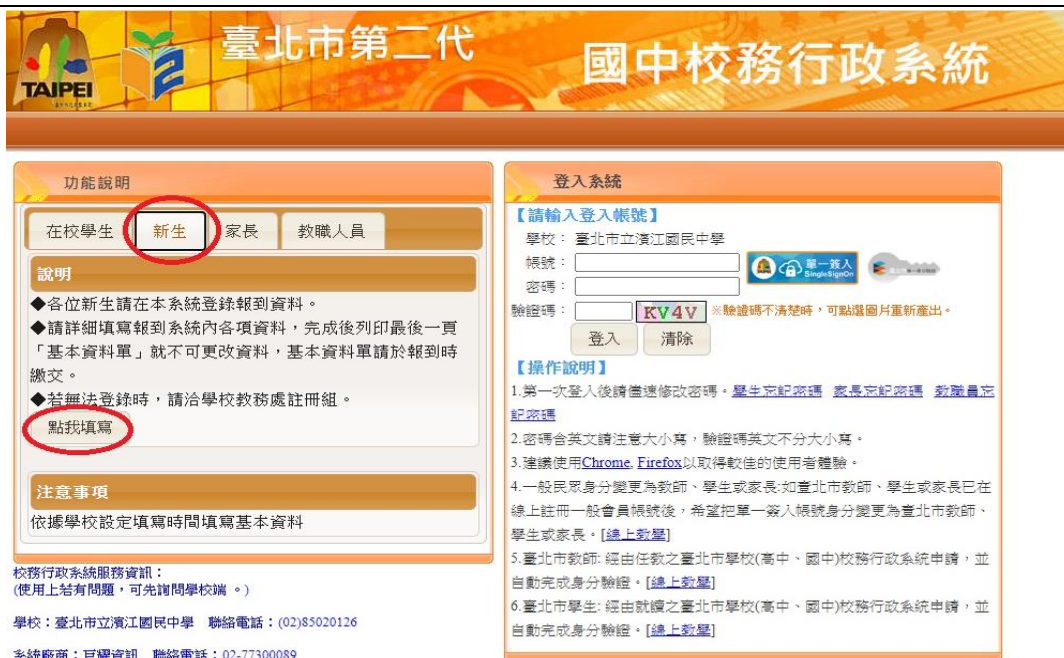 臺北市第二代
國中校務行政系統
TAIPEI
功能說明
在校學生 新生 家長 教職人員
說明
◆各位新生請在本系統登錄報到資料。
◆請詳細填寫報到系統內各項資料，完成後列印最後一頁
「基本資料單」就不可更改資料，基本資料單請於報到時
繳交。
◆若無法登錄時，請洽學校教務處註冊組。
點我填寫
注意事項
依據學校設定填寫時間填寫基本資料
校務行政系統服務資訊：
(使用上若有問題，可先詢問學校端 。)
學校：臺北市立濱江國民中學 聯絡電話：(02)85020126
系統廠商：巨耀資訊 聯絡電話：02-77300089
登入系統
【請輸入登入帳號】
學校： 臺北市立濱江國民中學
帳號：
單一簽入
SingleSignOn
密碼：
驗證碼： KV4V ※驗證碼不清楚時，可點選圖片重新產出。
登入 清除
【操作說明】
1.第一次登入後請儘速修改密碼。學生忘記密碼 家長忘記密碼 教職員忘
記密碼
2.密碼含英文請注意大小寫，驗證碼英文不分大小寫。
3.建議使用Chrome, Firefox以取得較佳的使用者體驗。
4.一般民眾身分變更為教師、學生或家長:如臺北市教師、學生或家長已在
線上註冊一般會員帳號後，希望把單一簽入帳號身分變更為臺北市教師、
學生或家長。[線上教學]
5.臺北市教師: 經由任教之臺北市學校(高中、國中)校務行政系統申請，並
自動完成身分驗證。[線上教學]
6.臺北市學生: 經由就讀之臺北市學校(高中、國中)校務行政系統申請，並
自動完成身分驗證。[線上教學]